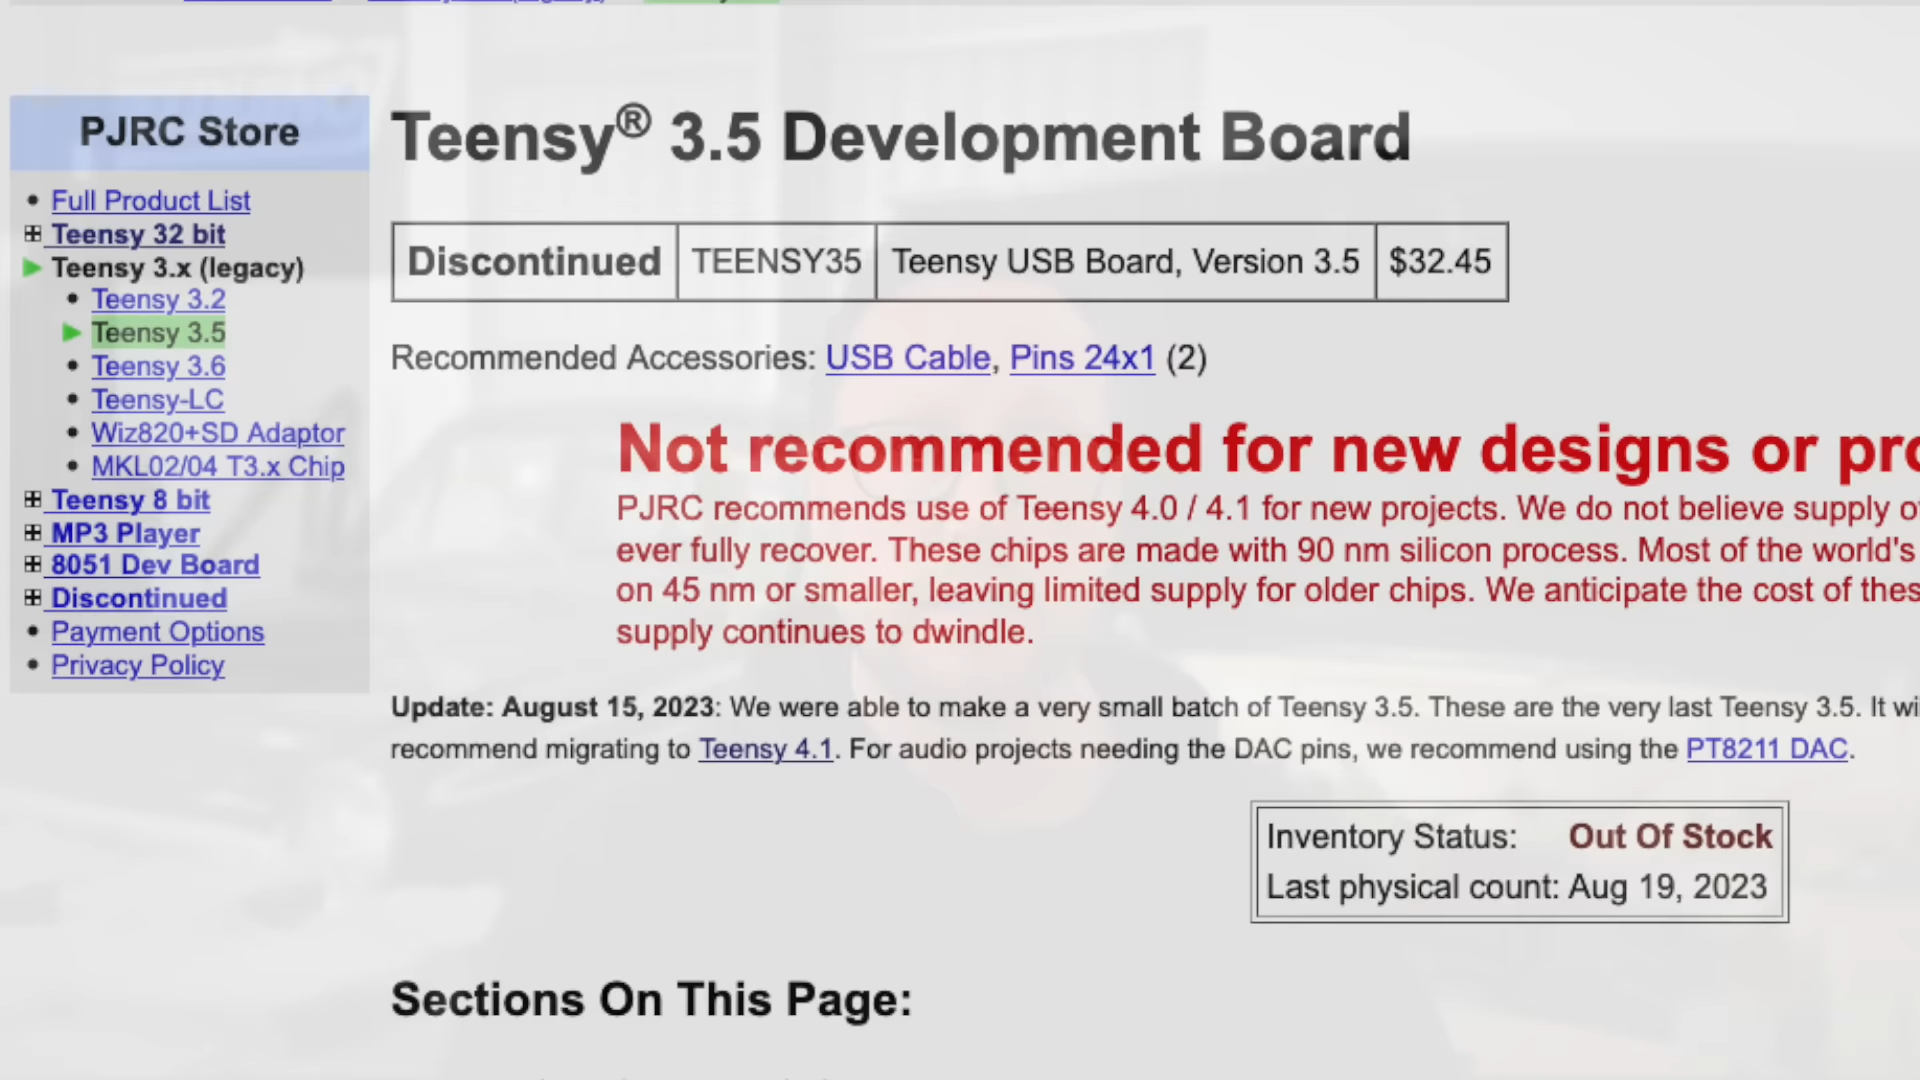 PJRC Store
Full Product List
Teensy 32 bit
Teensy 3.x (legacy)
Teensy 3.2
Teensy 3.5
Teensy 3.6
Teensy-LC
Wiz820+SD Adaptor
MKL02/04 T3.x Chip
Teensy 8 bit
MP3 Player
8051 Dev Board
Discontinued
Payment Options
Privacy Policy
Teensy® 3.5 Development Board
Discontinued TEENSY35 Teensy USB Board, Version 3.5 $32.45
Recommended Accessories: USB Cable, Pins 24x1 (2)
Not recommended for new designs or
PJRC recommends use of Teensy 4.0 / 4.1 for new projects. We do not believe supply
ever fully recover. These chips are made with 90 nm silicon process. Most of the world's
on 45 nm or smaller, leaving limited supply for older chips. We anticipate the cost of
supply continues to dwindle.
Update: August 15, 2023: We were able to make a very small batch of Teensy 3.5. These are the very last Teensy 3.5. It
recommend migrating to Teensy 4.1. For audio projects needing the DAC pins, we recommend using the PT8211 DAC.
Inventory Status: Out Of Stock
Last physical count: Aug 19, 2023
Sections On This Page: